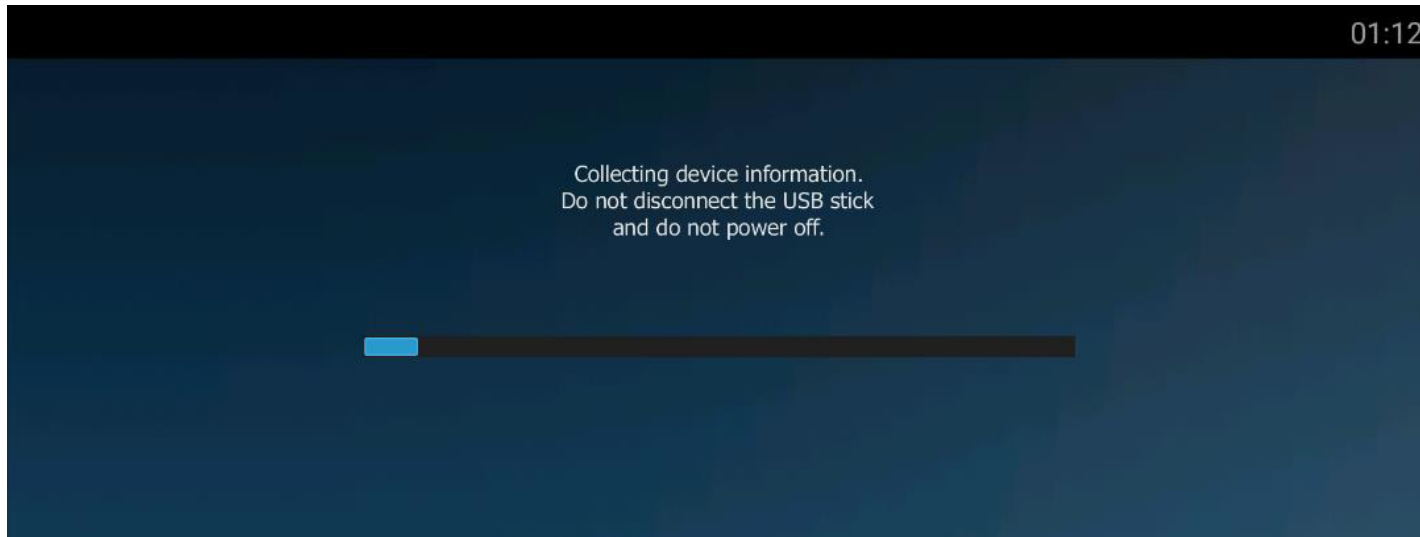 01:12
Collecting device information.
Do not disconnect the USB stick
and do not power off.